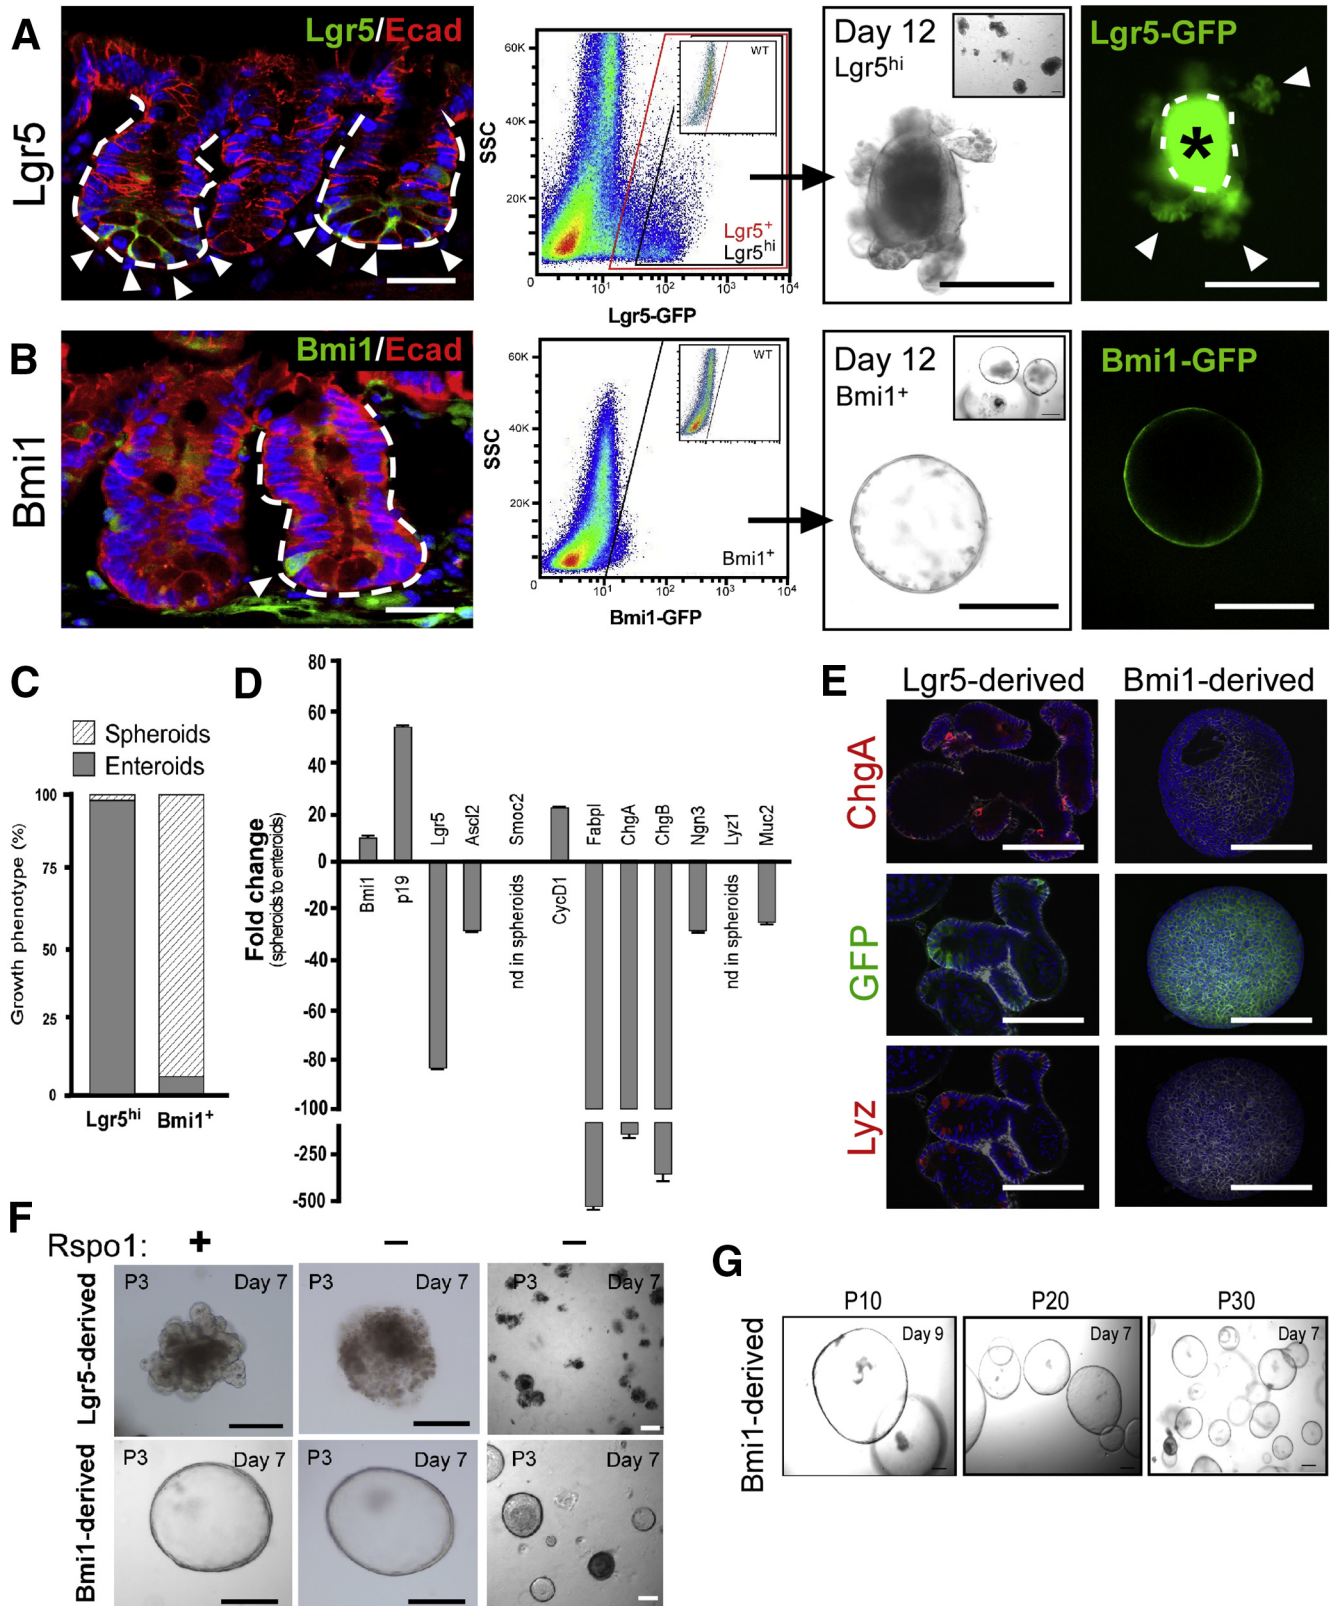 A
Lgr5
Lgr5/Ecad
SSC
60K
40K
20K
0
WT
Lgr5+
Lgr5hi
0 10¹ 10² 10³ 10⁴
Lgr5-GFP
Day 12
Lgr5hi
Lgr5-GFP
*
B
Bmi1
Bmi1/Ecad
SSC
60K
40K
20K
0
WT
Bmi1+
0 10¹ 10² 10³ 10⁴
Bmi1-GFP
Day 12
Bmi1+
Bmi1-GFP
C
Spheroids
Enteroids
Growth phenotype (%)
100
75
50
25
0
Lgr5hi Bmi1+
D
Fold change
(spheroids to enteroids)
80
60
40
20
0
-20
-40
-60
-80
-100
-250
-500
Bmi1
p19
Lgr5
Ascl2
Smoc2
nd in spheroids
CycD1
Fabpl
ChgA
ChgB
Ngn3
Lyz1
nd in spheroids
Muc2
E
Lgr5-derived Bmi1-derived
ChgA
GFP
Lyz
F
Rspo1: + − −
Lgr5-derived
P3 Day 7
P3 Day 7
P3 Day 7
Bmi1-derived
P3 Day 7
P3 Day 7
P3 Day 7
G
Bmi1-derived
P10 P20 P30
Day 9
Day 7
Day 7